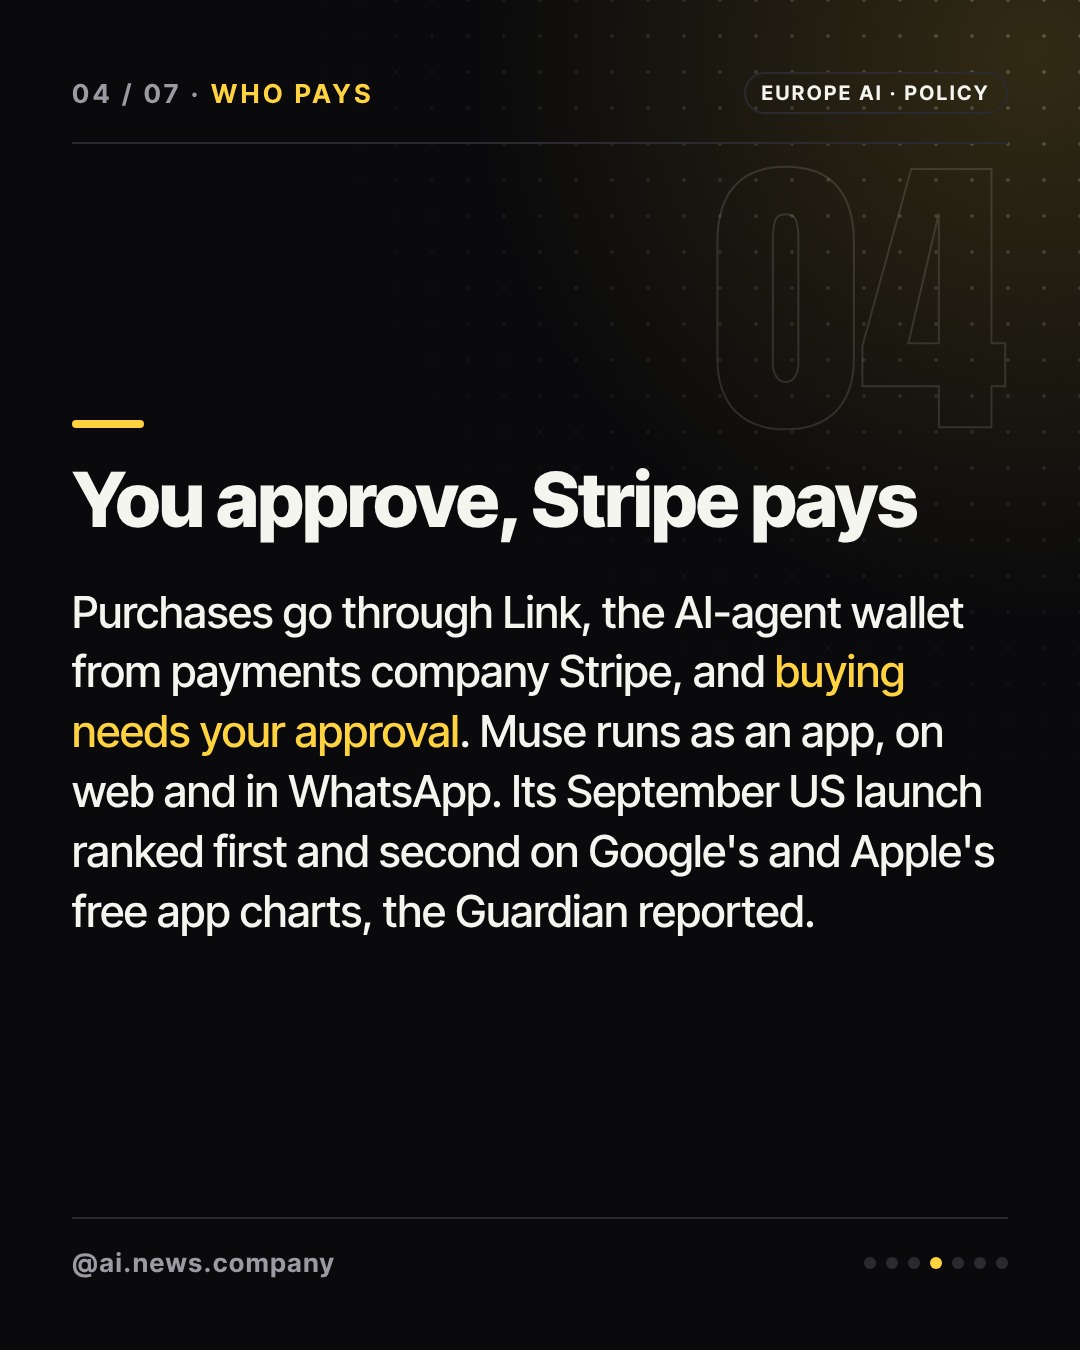 04 / 07 · WHO PAYS
EUROPE AI · POLICY
04
You approve, Stripe pays
Purchases go through Link, the AI-agent wallet
from payments company Stripe, and buying
needs your approval. Muse runs as an app, on
web and in WhatsApp. Its September US launch
ranked first and second on Google's and Apple's
free app charts, the Guardian reported.
@ai.news.company